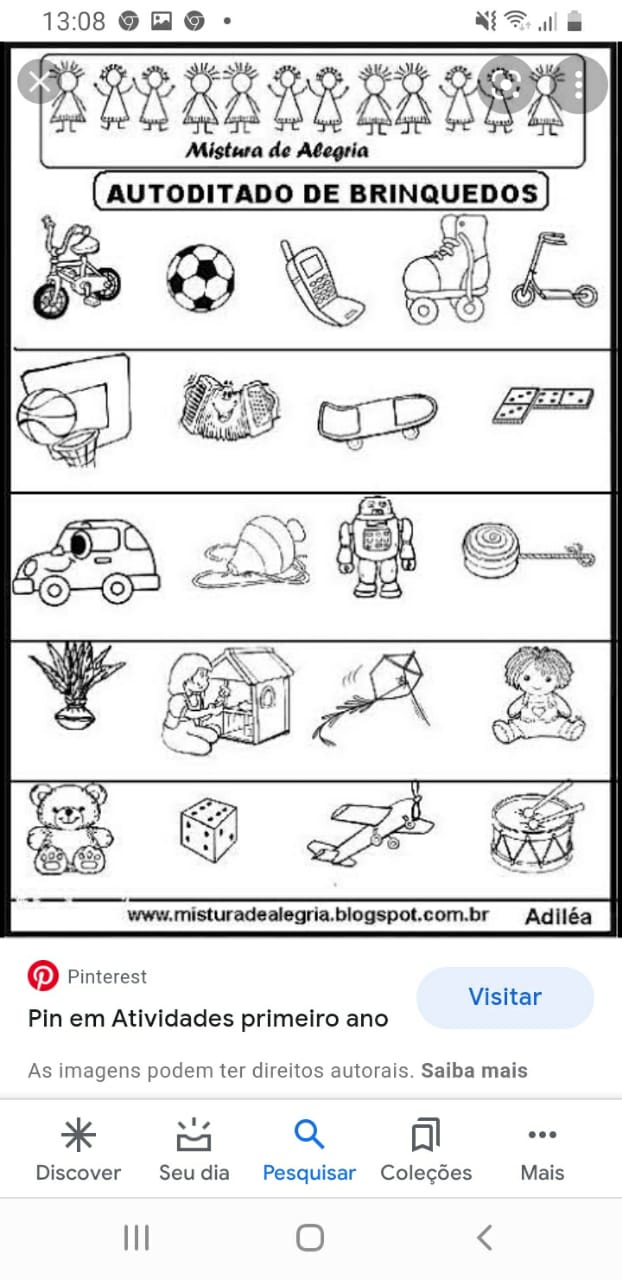 13:08
Mistura de Alegria
AUTODITADO DE BRINQUEDOS
www.misturadealegria.blogspot.com.br Adiléa
Pinterest
Pin em Atividades primeiro ano
Visitar
As imagens podem ter direitos autorais. Saiba mais
Discover Seu dia Pesquisar Coleções Mais